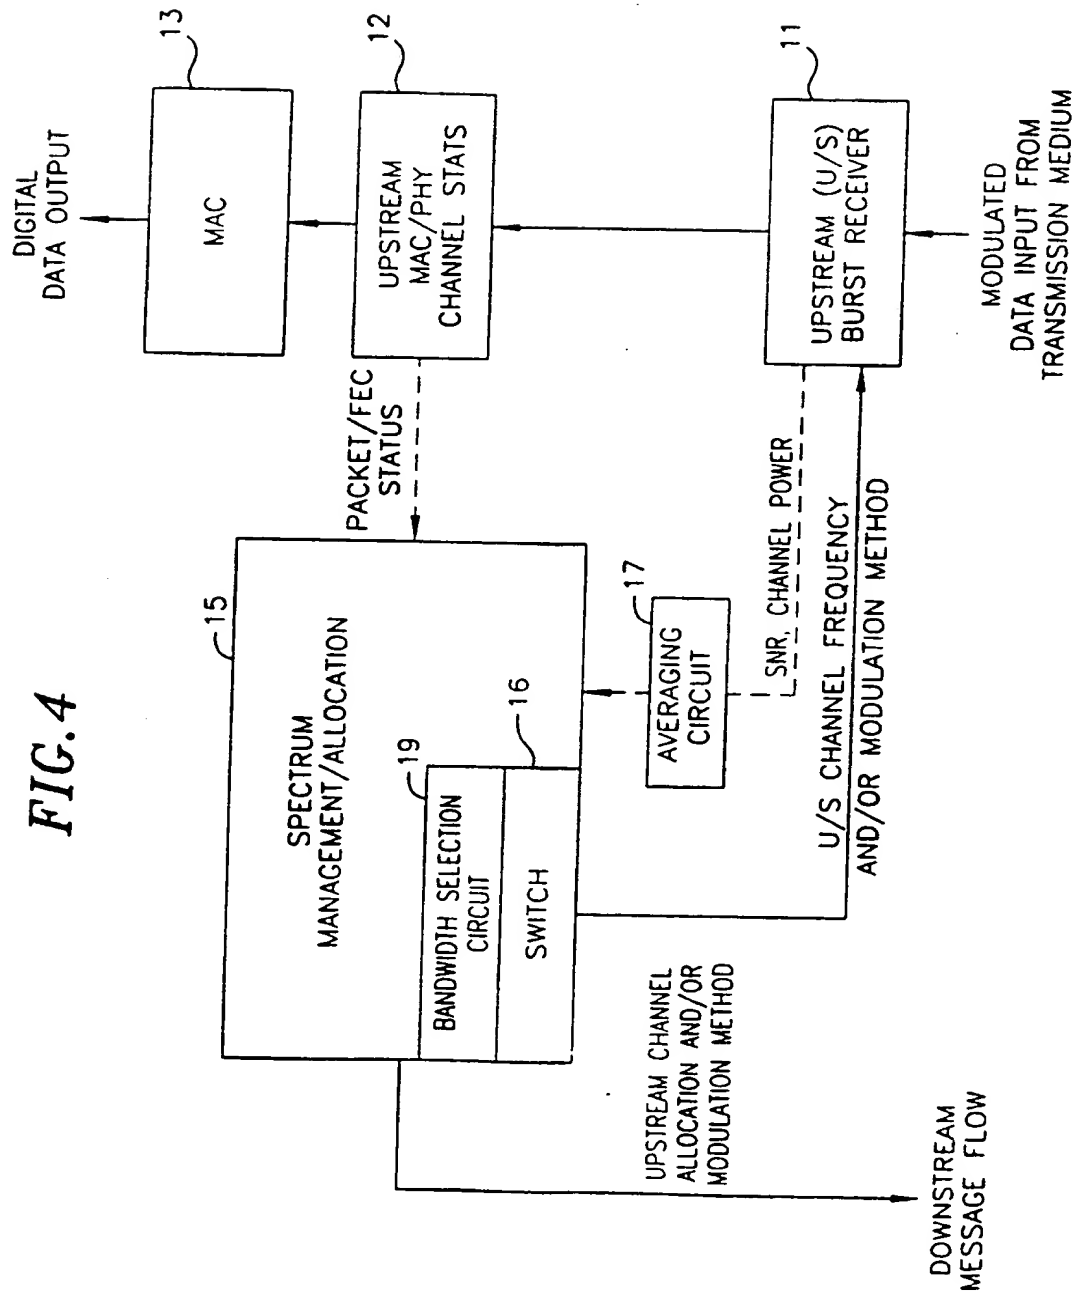 FIG.4
DIGITAL
DATA OUTPUT
13
MAC
12
UPSTREAM
MAC/PHY
CHANNEL STATS
11
UPSTREAM (U/S)
BURST RECEIVER
MODULATED
DATA INPUT FROM
TRANSMISSION MEDIUM
PACKET/FEC
STATUS
15
SPECTRUM
MANAGEMENT/ALLOCATION
19
BANDWIDTH SELECTION
CIRCUIT
16
SWITCH
17
AVERAGING
CIRCUIT
SNR, CHANNEL POWER
U/S CHANNEL FREQUENCY
AND/OR MODULATION METHOD
UPSTREAM CHANNEL
ALLOCATION AND/OR
MODULATION METHOD
DOWNSTREAM
MESSAGE FLOW